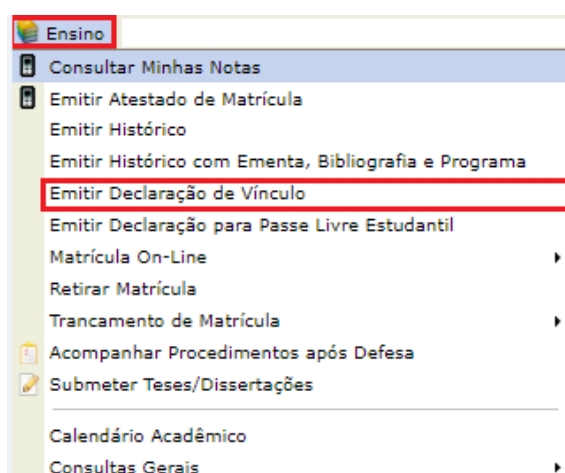 Ensino
Consultar Minhas Notas
Emitir Atestado de Matrícula
Emitir Histórico
Emitir Histórico com Ementa, Bibliografia e Programa
Emitir Declaração de Vínculo
Emitir Declaração para Passe Livre Estudantil
Matrícula On-Line
Retirar Matrícula
Trancamento de Matrícula
Acompanhar Procedimentos após Defesa
Submeter Teses/Dissertações
Calendário Acadêmico
Consultas Gerais